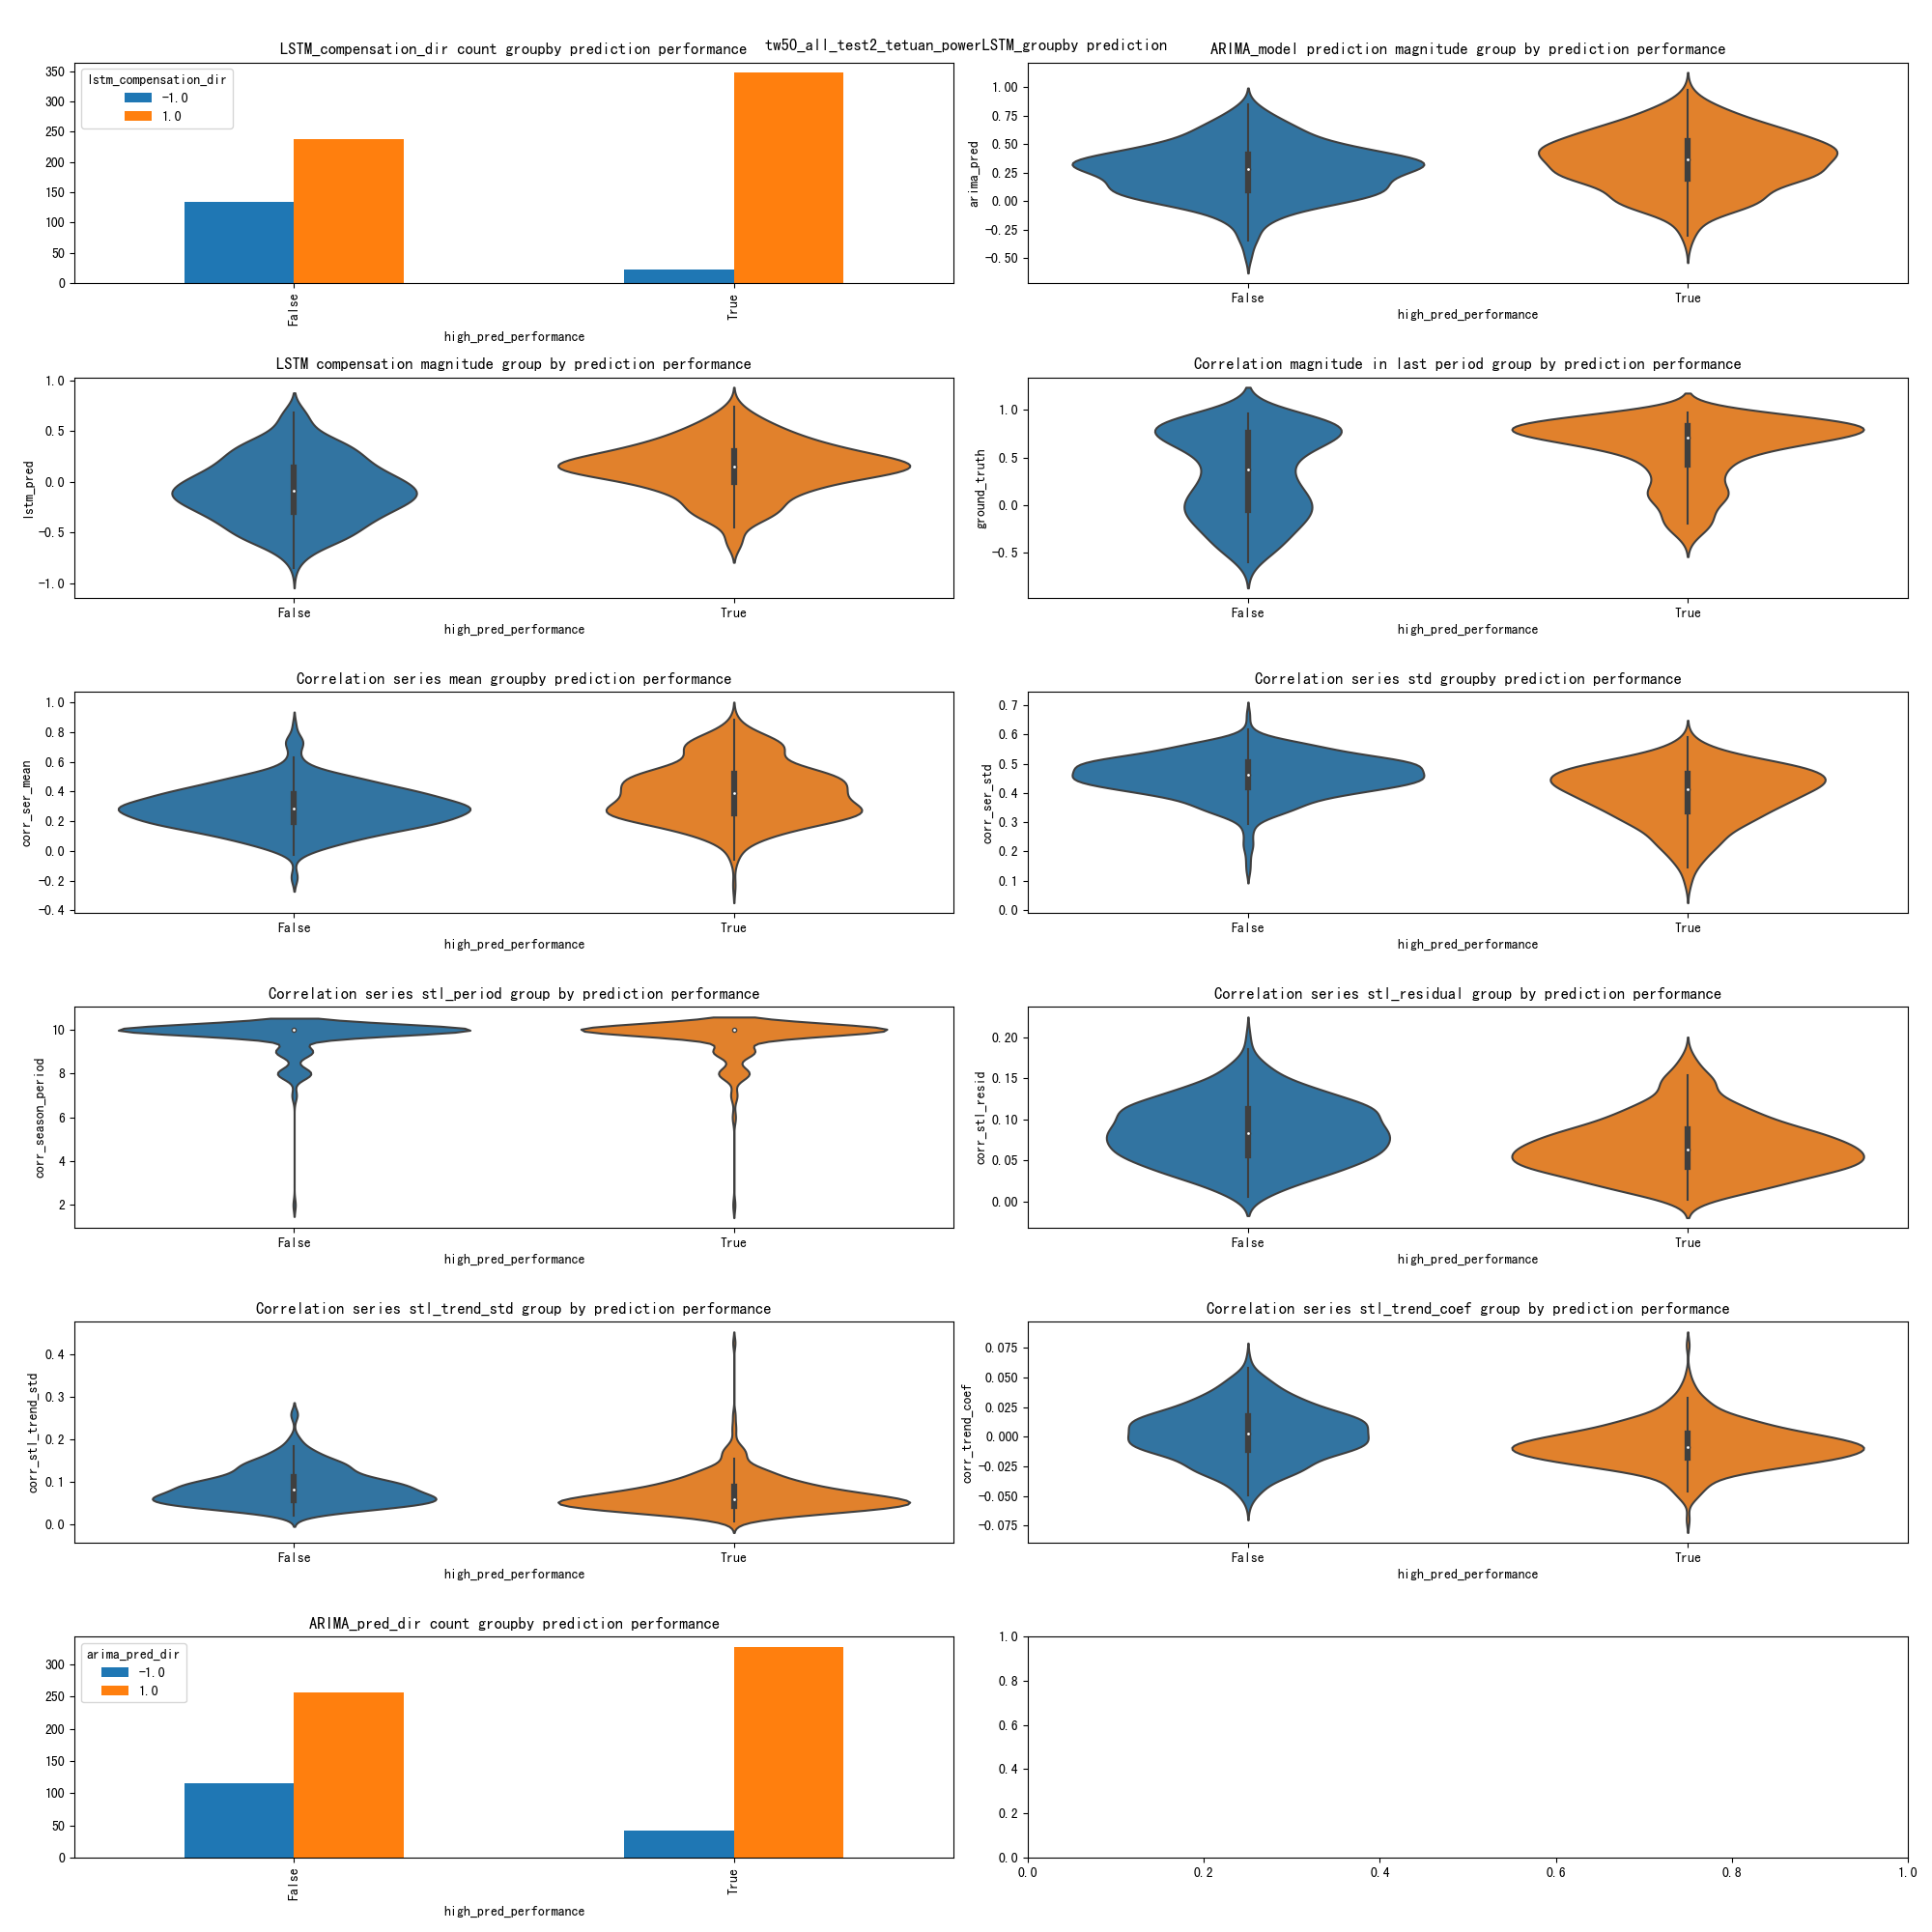 tw50_all_test2_tetuan_powerLSTM_groupby prediction
LSTM_compensation_dir count groupby prediction performance
lstm_compensation_dir
-1.0
1.0
350
300
250
200
150
100
50
0
False
True
high_pred_performance
ARIMA_model prediction magnitude group by prediction performance
arima_pred
1.00
0.75
0.50
0.25
0.00
-0.25
-0.50
False
True
high_pred_performance
LSTM compensation magnitude group by prediction performance
lstm_pred
1.0
0.5
0.0
-0.5
-1.0
False
True
high_pred_performance
Correlation magnitude in last period group by prediction performance
ground_truth
1.0
0.5
0.0
-0.5
False
True
high_pred_performance
Correlation series mean groupby prediction performance
corr_ser_mean
1.0
0.8
0.6
0.4
0.2
0.0
-0.2
-0.4
False
True
high_pred_performance
Correlation series std groupby prediction performance
corr_ser_std
0.7
0.6
0.5
0.4
0.3
0.2
0.1
0.0
False
True
high_pred_performance
Correlation series stl_period group by prediction performance
corr_season_period
10
8
6
4
2
False
True
high_pred_performance
Correlation series stl_residual group by prediction performance
corr_stl_resid
0.20
0.15
0.10
0.05
0.00
False
True
high_pred_performance
Correlation series stl_trend_std group by prediction performance
corr_stl_trend_std
0.4
0.3
0.2
0.1
0.0
False
True
high_pred_performance
Correlation series stl_trend_coef group by prediction performance
corr_trend_coef
0.075
0.050
0.025
0.000
-0.025
-0.050
-0.075
False
True
high_pred_performance
ARIMA_pred_dir count groupby prediction performance
arima_pred_dir
-1.0
1.0
300
250
200
150
100
50
0
False
True
high_pred_performance
1.0
0.8
0.6
0.4
0.2
0.0
0.0
0.2
0.4
0.6
0.8
1.0